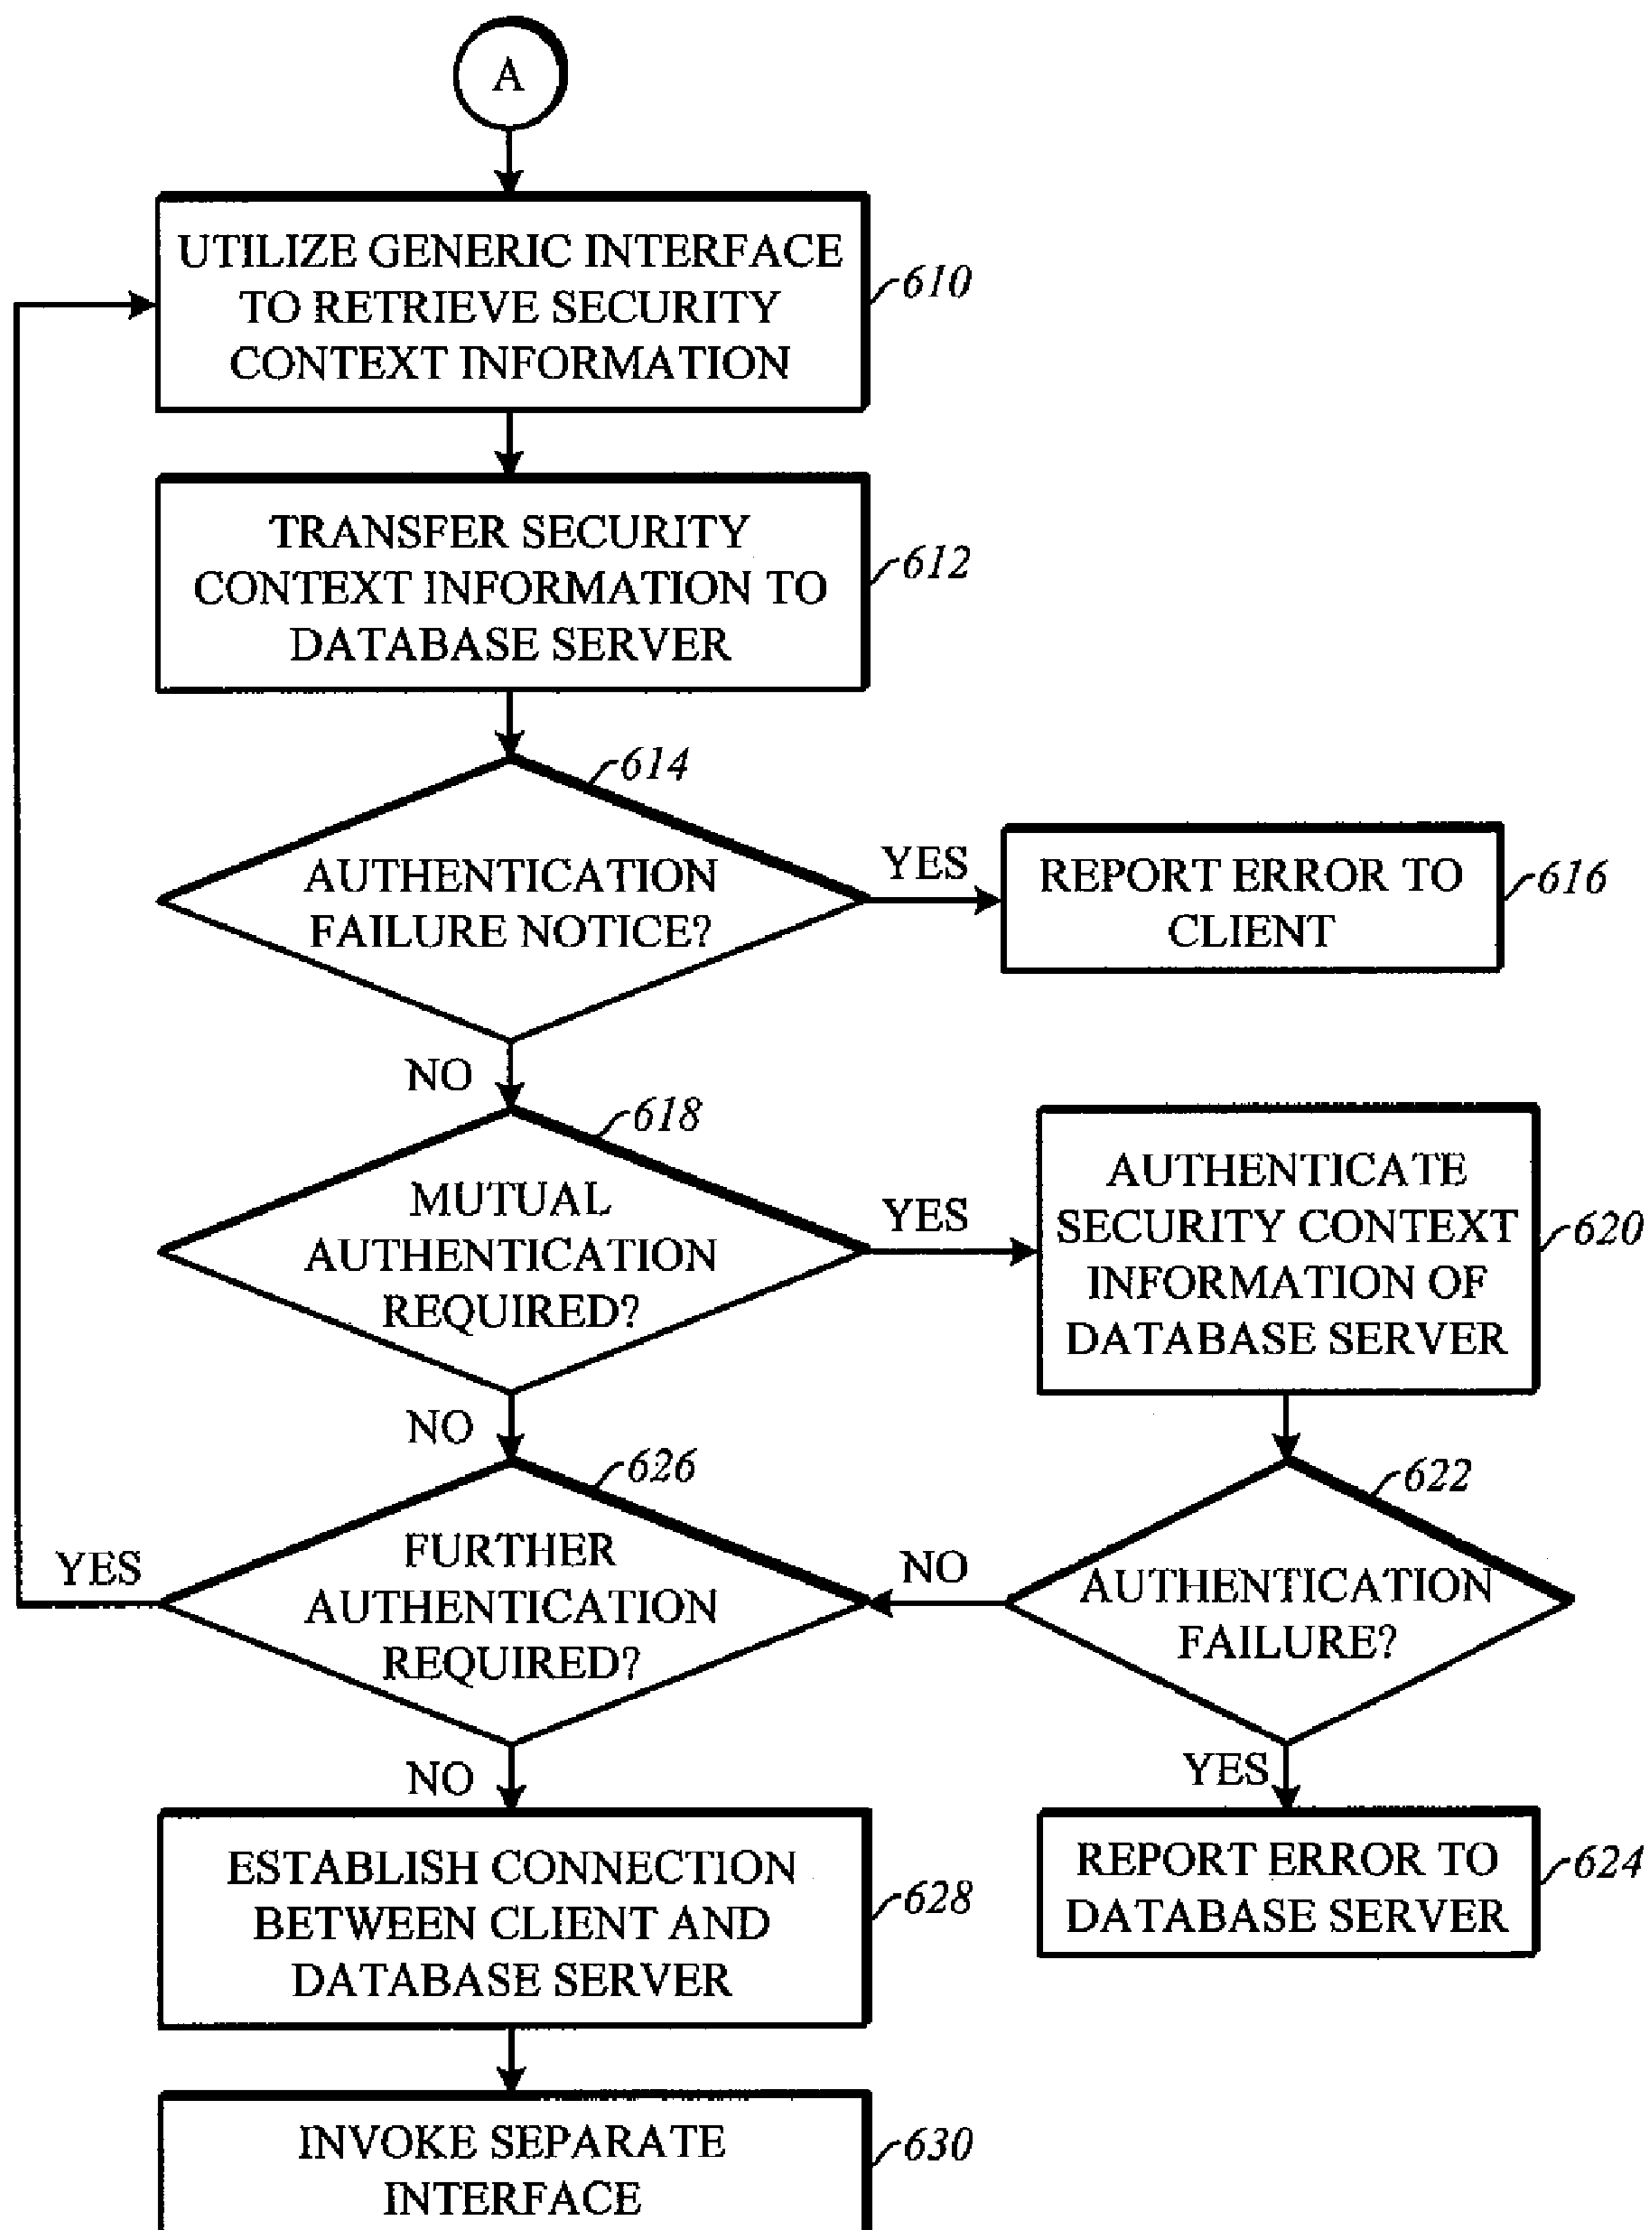 A
UTILIZE GENERIC INTERFACE
TO RETRIEVE SECURITY
CONTEXT INFORMATION
610
TRANSFER SECURITY
CONTEXT INFORMATION TO
DATABASE SERVER
612
614
AUTHENTICATION
FAILURE NOTICE?
YES
REPORT ERROR TO
CLIENT
616
NO
618
MUTUAL
AUTHENTICATION
REQUIRED?
YES
AUTHENTICATE
SECURITY CONTEXT
INFORMATION OF
DATABASE SERVER
620
NO
626
FURTHER
AUTHENTICATION
REQUIRED?
YES
NO
622
AUTHENTICATION
FAILURE?
YES
REPORT ERROR TO
DATABASE SERVER
624
NO
ESTABLISH CONNECTION
BETWEEN CLIENT AND
DATABASE SERVER
628
INVOKE SEPARATE
INTERFACE
630